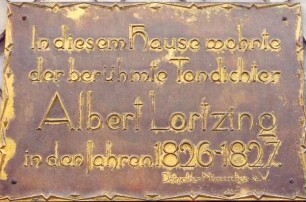 In diesem Hause wohnte
der berühmte Tondichter
Albert Lortzing
in den Jahren 1826-1827
e.V.